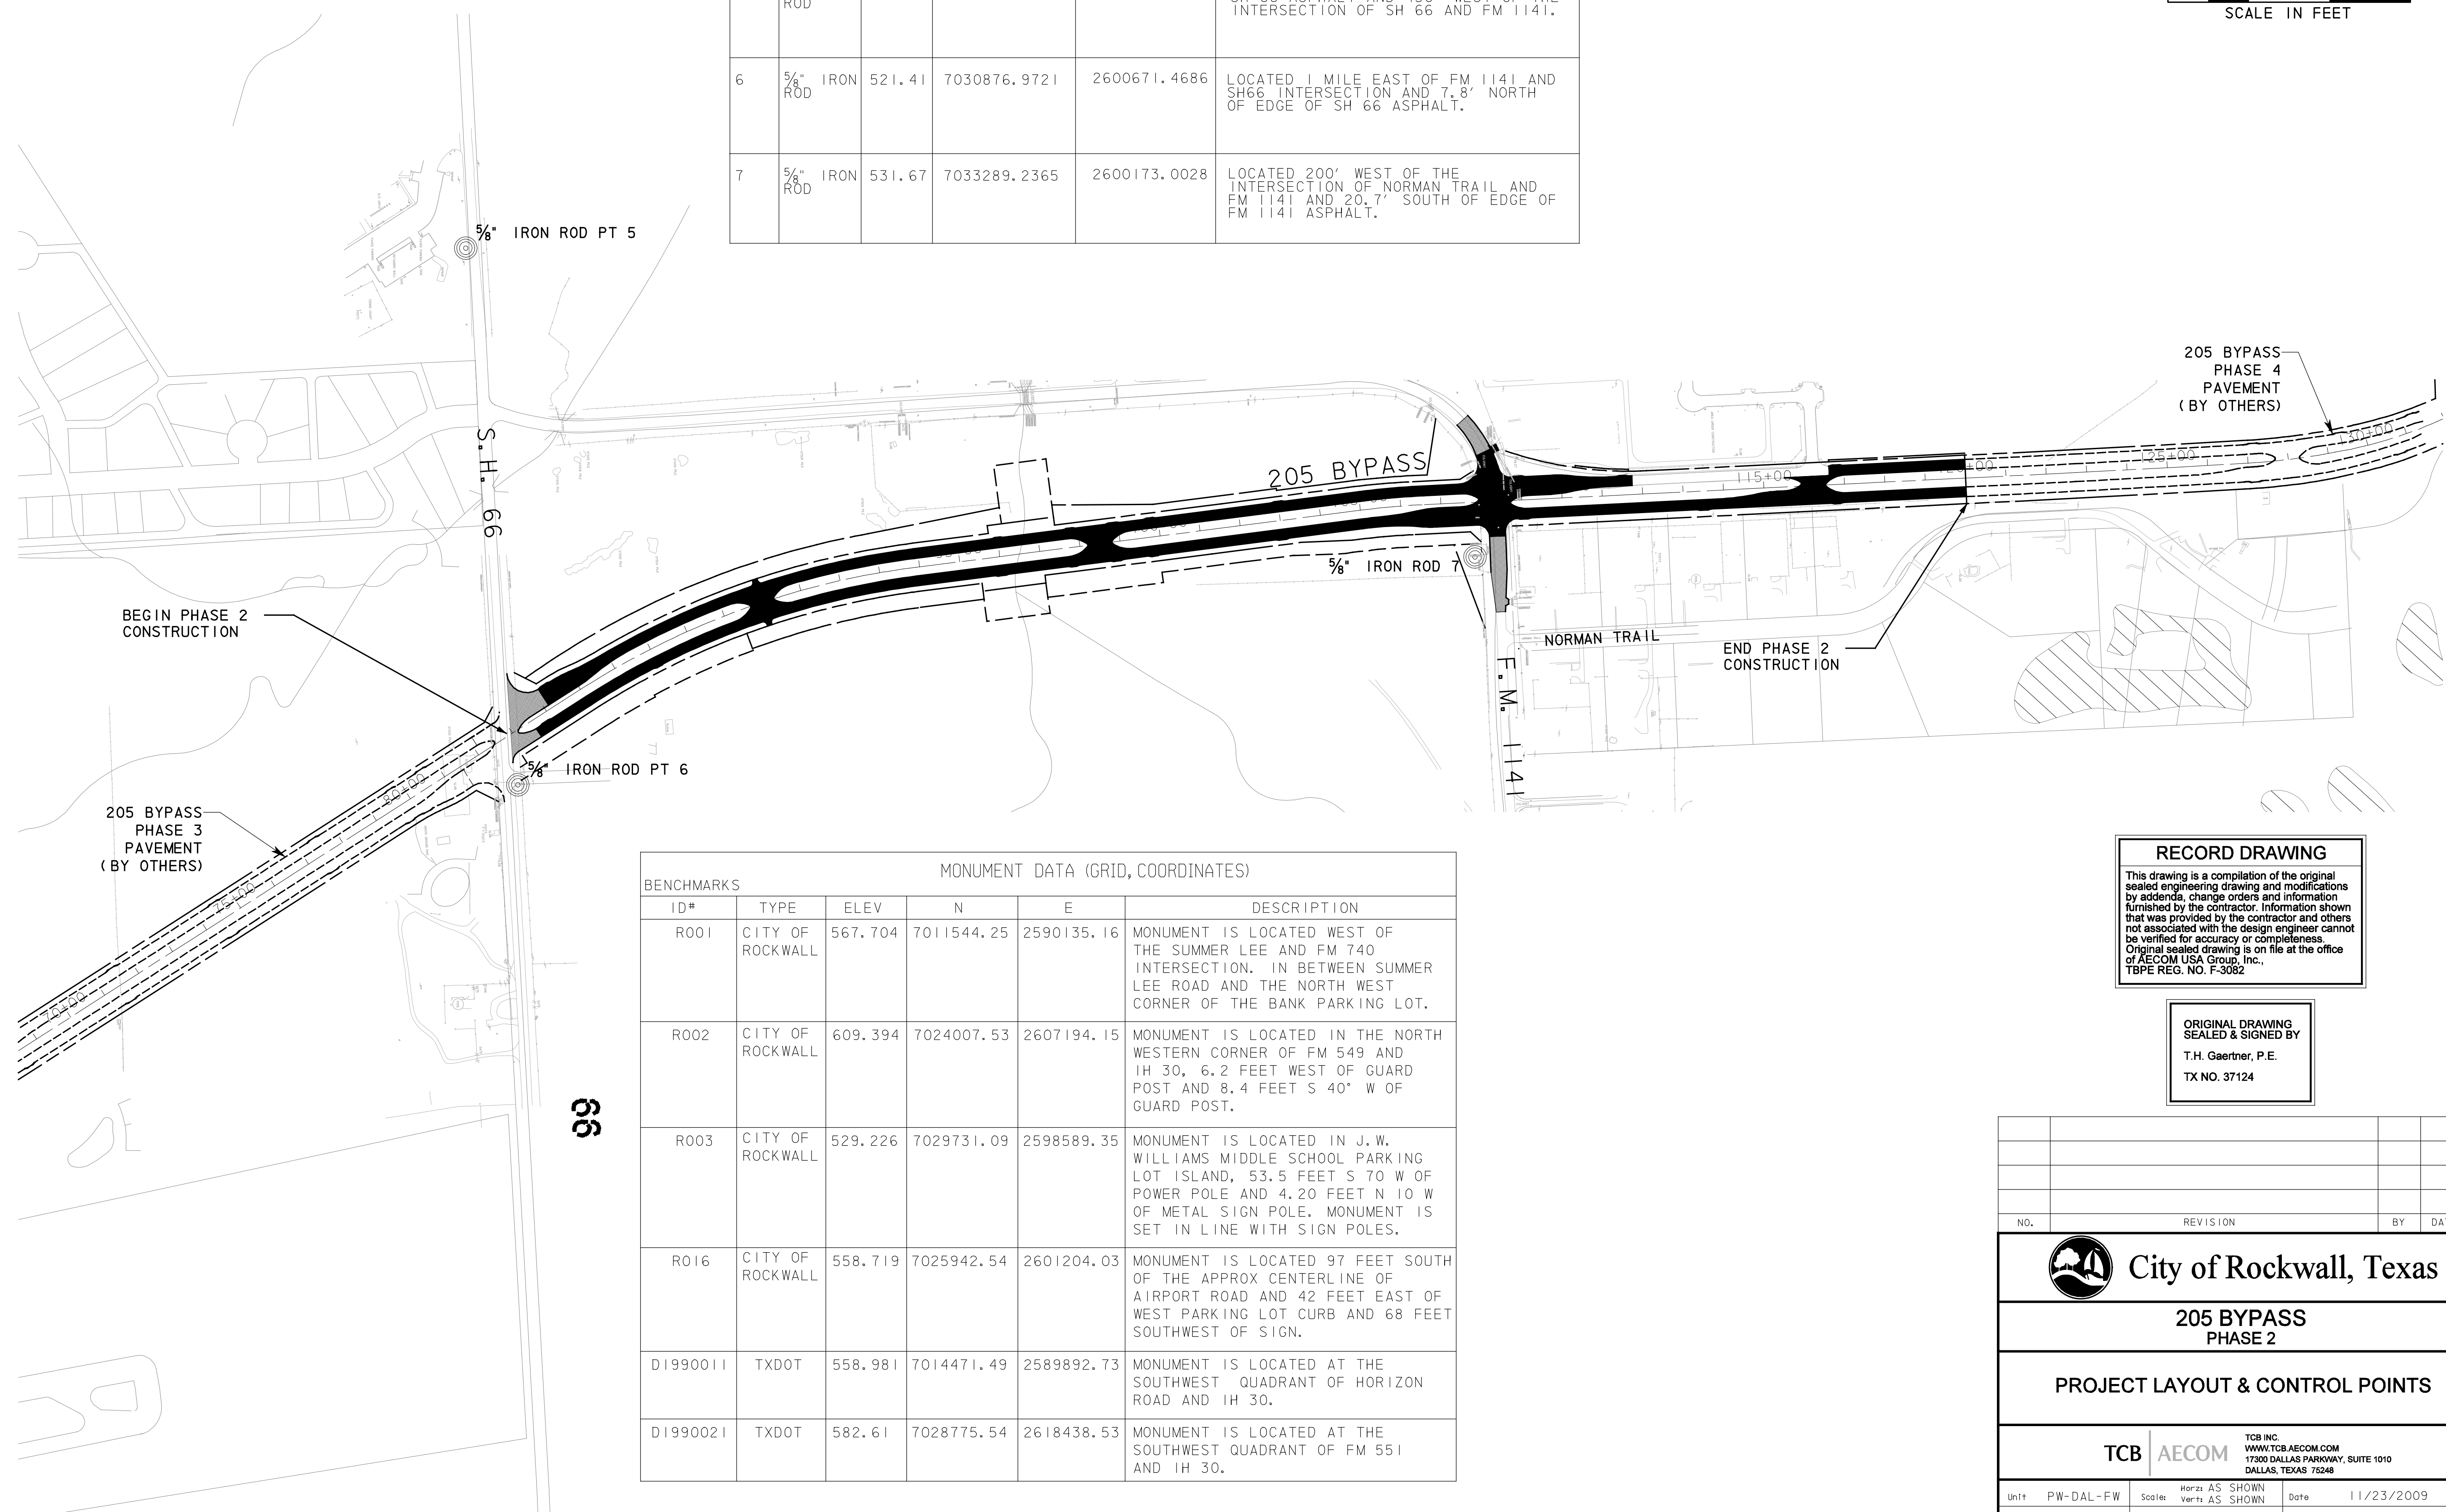 ROD
INTERSECTION OF SH 66 AND FM 1141.
SCALE IN FEET
6 5/8" IRON ROD 521.41 7030876.9721 2600671.4686 LOCATED 1 MILE EAST OF FM 1141 AND
SH66 INTERSECTION AND 7.8' NORTH
OF EDGE OF SH 66 ASPHALT.
7 5/8" IRON ROD 531.67 7033289.2365 2600173.0028 LOCATED 200' WEST OF THE
INTERSECTION OF NORMAN TRAIL AND
FM 1141 AND 20.7' SOUTH OF EDGE OF
FM 1141 ASPHALT.
5/8" IRON ROD PT 5
205 BYPASS
PHASE 4
PAVEMENT
(BY OTHERS)
S.H. 66
205 BYPASS
115+00
125+00
130+00
5/8" IRON ROD 7
BEGIN PHASE 2
CONSTRUCTION
NORMAN TRAIL
END PHASE 2
CONSTRUCTION
F.M. 1141
5/8" IRON ROD PT 6
80+00
205 BYPASS
PHASE 3
PAVEMENT
(BY OTHERS)
75+00
70+00
66
MONUMENT DATA (GRID, COORDINATES)
BENCHMARKS
ID# TYPE ELEV N E DESCRIPTION
R001 CITY OF ROCKWALL 567.704 7011544.25 2590135.16 MONUMENT IS LOCATED WEST OF
THE SUMMER LEE AND FM 740
INTERSECTION. IN BETWEEN SUMMER
LEE ROAD AND THE NORTH WEST
CORNER OF THE BANK PARKING LOT.
R002 CITY OF ROCKWALL 609.394 7024007.53 2607194.15 MONUMENT IS LOCATED IN THE NORTH
WESTERN CORNER OF FM 549 AND
IH 30, 6.2 FEET WEST OF GUARD
POST AND 8.4 FEET S 40° W OF
GUARD POST.
R003 CITY OF ROCKWALL 529.226 7029731.09 2598589.35 MONUMENT IS LOCATED IN J.W.
WILLIAMS MIDDLE SCHOOL PARKING
LOT ISLAND, 53.5 FEET S 70 W OF
POWER POLE AND 4.20 FEET N 10 W
OF METAL SIGN POLE. MONUMENT IS
SET IN LINE WITH SIGN POLES.
R016 CITY OF ROCKWALL 558.719 7025942.54 2601204.03 MONUMENT IS LOCATED 97 FEET SOUTH
OF THE APPROX CENTERLINE OF
AIRPORT ROAD AND 42 FEET EAST OF
WEST PARKING LOT CURB AND 68 FEET
SOUTHWEST OF SIGN.
D1990011 TXDOT 558.981 7014471.49 2589892.73 MONUMENT IS LOCATED AT THE
SOUTHWEST QUADRANT OF HORIZON
ROAD AND IH 30.
D1990021 TXDOT 582.61 7028775.54 2618438.53 MONUMENT IS LOCATED AT THE
SOUTHWEST QUADRANT OF FM 551
AND IH 30.
RECORD DRAWING
This drawing is a compilation of the original
sealed engineering drawing and modifications
by addenda, change orders and information
furnished by the contractor. Information shown
that was provided by the contractor and others
not associated with the design engineer cannot
be verified for accuracy or completeness.
Original sealed drawing is on file at the office
of AECOM USA Group, Inc.,
TBPE REG. NO. F-3082
ORIGINAL DRAWING
SEALED & SIGNED BY
T.H. Gaertner, P.E.
TX NO. 37124
NO. REVISION BY
City of Rockwall, Texas
205 BYPASS
PHASE 2
PROJECT LAYOUT & CONTROL POINTS
TCB AECOM
TCB INC.
WWW.TCB.AECOM.COM
17300 DALLAS PARKWAY, SUITE 1010
DALLAS, TEXAS 75248
Unit PW-DAL-FW Scale: Horz: AS SHOWN Date 11/23/2009
Vert: AS SHOWN